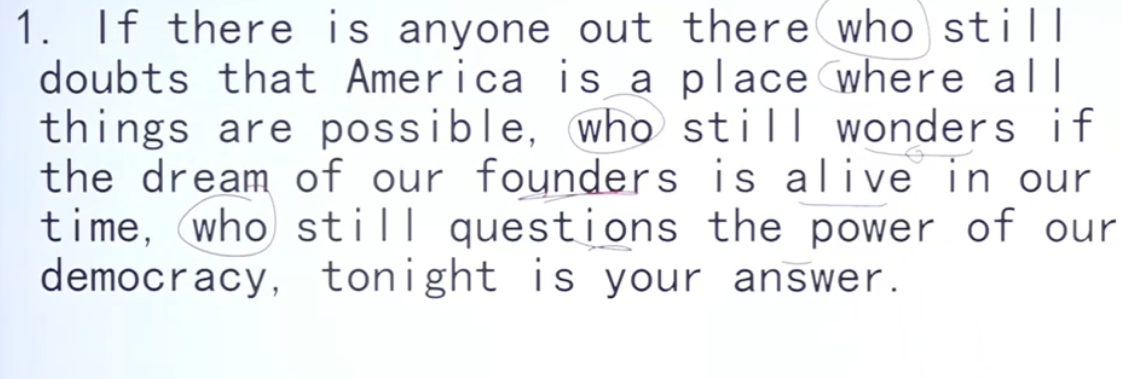 1. If there is anyone out there who still
doubts that America is a place where all
things are possible, who still wonders if
the dream of our founders is alive in our
time, who still questions the power of our
democracy, tonight is your answer.